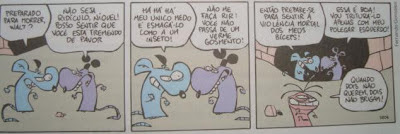 PREPARADO
PARA MORRER,
WALT?
NÃO SEJA
RIDÍCULO, NÍQUEL!
POSSO SENTIR QUE
VOCÊ ESTÁ TREMENDO
DE PAVOR
HÁ HÁ HÁ!
MEU ÚNICO MEDO
É ESMAGÁ-LO
COMO A UM
INSETO!
NÃO ME
FAÇA RIR!
VOCÊ NÃO
PASSA DE UM
VERME
GOSMENTO!
ENTÃO PREPARE-SE
PARA SENTIR A
VIOLÊNCIA MORTAL
DOS MEUS
BÍCEPS!
ESSA É BOA!
VOU TRITURÁ-LO
APENAS COM MEU
POLEGAR ESQUERDO!
QUANDO
DOIS NÃO
QUEREM, DOIS
NÃO BRIGAM!